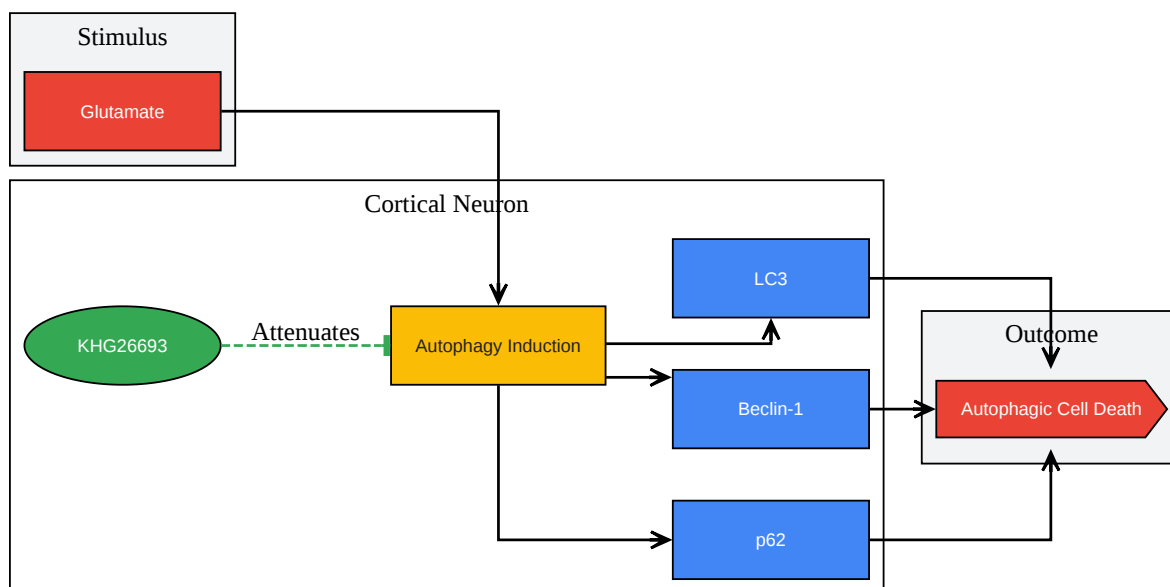 Stimulus
Glutamate
Cortical Neuron
LC3
KHG26693
Attenuates
Autophagy Induction
Outcome
Beclin-1
Autophagic Cell Death
p62